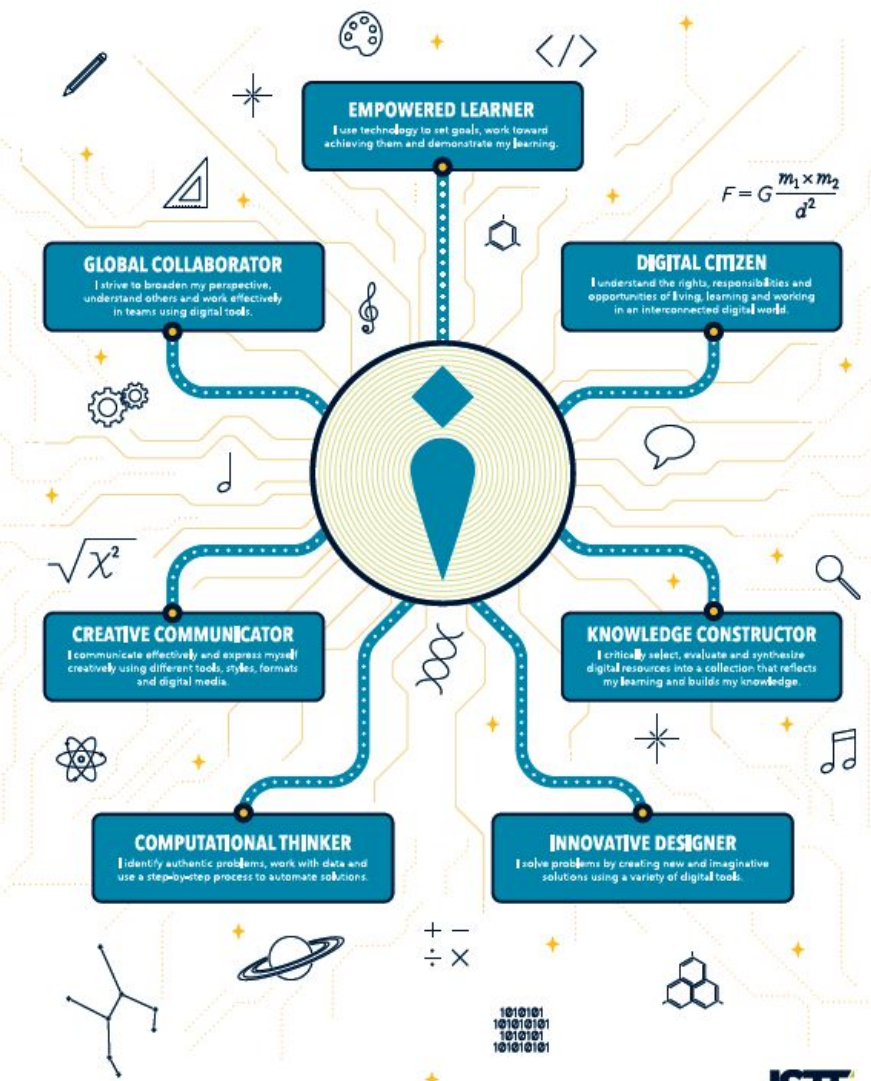 </>
EMPOWERED LEARNER
I use technology to set goals, work toward
achieving them and demonstrate my learning.
F = G m₁ × m₂
d²
GLOBAL COLLABORATOR
I strive to broaden my perspective,
understand others and work effectively
in teams using digital tools.
DIGITAL CITIZEN
I understand the rights, responsibilities and
opportunities of living, learning and working
in an interconnected digital world.
√χ²
CREATIVE COMMUNICATOR
I communicate effectively and express myself
creatively using different tools, styles, formats
and digital media.
KNOWLEDGE CONSTRUCTOR
I critically select, evaluate and synthesize
digital resources into a collection that reflects
my learning and builds my knowledge.
COMPUTATIONAL THINKER
I identify authentic problems, work with data and
use a step-by-step process to automate solutions.
INNOVATIVE DESIGNER
I solve problems by creating new and imaginative
solutions using a variety of digital tools.
+ −
÷ ×
1010101
101010101
1010101
101010101